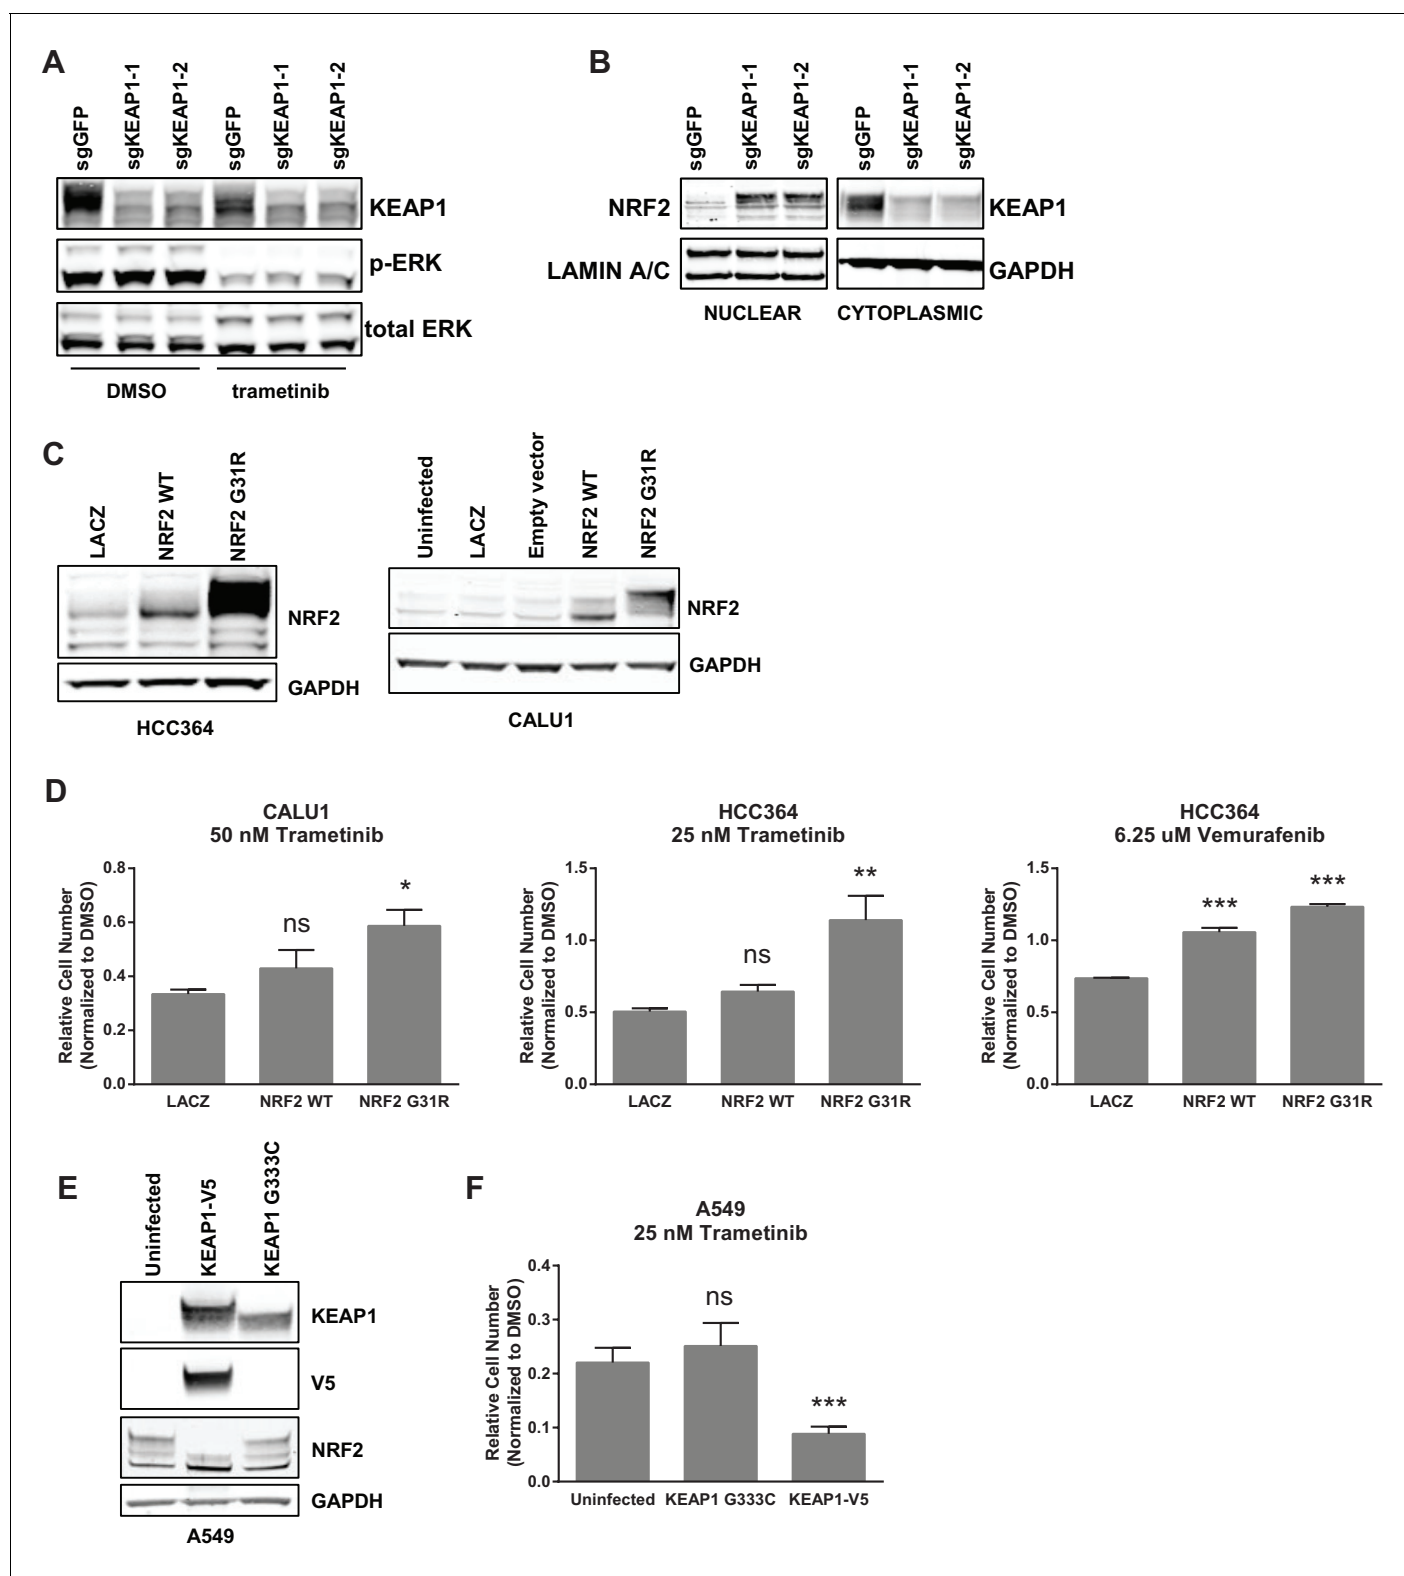 A
sgGFP
sgKEAP1-1
sgKEAP1-2
sgGFP
sgKEAP1-1
sgKEAP1-2
KEAP1
p-ERK
total ERK
DMSO
trametinib
B
sgGFP
sgKEAP1-1
sgKEAP1-2
sgGFP
sgKEAP1-1
sgKEAP1-2
NRF2
KEAP1
LAMIN A/C
GAPDH
NUCLEAR
CYTOPLASMIC
C
LACZ
NRF2 WT
NRF2 G31R
NRF2
GAPDH
HCC364
Uninfected
LACZ
Empty vector
NRF2 WT
NRF2 G31R
NRF2
GAPDH
CALU1
D
CALU1
50 nM Trametinib
Relative Cell Number
(Normalized to DMSO)
0.8
0.6
0.4
0.2
0.0
ns
*
LACZ
NRF2 WT
NRF2 G31R
HCC364
25 nM Trametinib
Relative Cell Number
(Normalized to DMSO)
1.5
1.0
0.5
0.0
ns
**
LACZ
NRF2 WT
NRF2 G31R
HCC364
6.25 uM Vemurafenib
Relative Cell Number
(Normalized to DMSO)
1.5
1.0
0.5
0.0
***
***
LACZ
NRF2 WT
NRF2 G31R
E
Uninfected
KEAP1-V5
KEAP1 G333C
KEAP1
V5
NRF2
GAPDH
A549
F
A549
25 nM Trametinib
Relative Cell Number
(Normalized to DMSO)
0.4
0.3
0.2
0.1
0.0
ns
***
Uninfected
KEAP1 G333C
KEAP1-V5